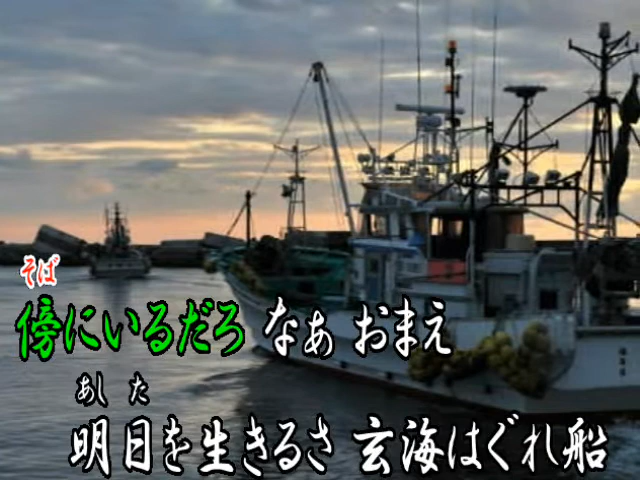 そば
傍にいるだろ なぁ おまえ
あした
明日を生きるさ 玄海はぐれ船